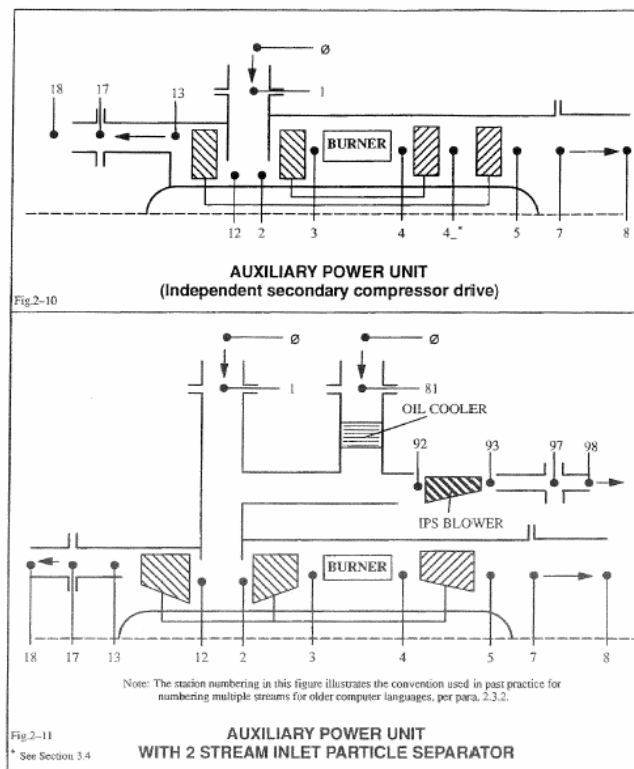 Ø
18 17 13 1
BURNER
12 2 3 4 4_* 5 7 8
AUXILIARY POWER UNIT
(Independent secondary compressor drive)
Fig.2-10
Ø Ø
1 81
OIL COOLER
92 93 97 98
IPS BLOWER
BURNER
18 17 13 12 2 3 4 5 7 8
Note: The station numbering in this figure illustrates the convention used in past practice for
numbering multiple streams for older computer languages, per para. 2.3.2.
Fig.2-11
AUXILIARY POWER UNIT
WITH 2 STREAM INLET PARTICLE SEPARATOR
* See Section 3.4